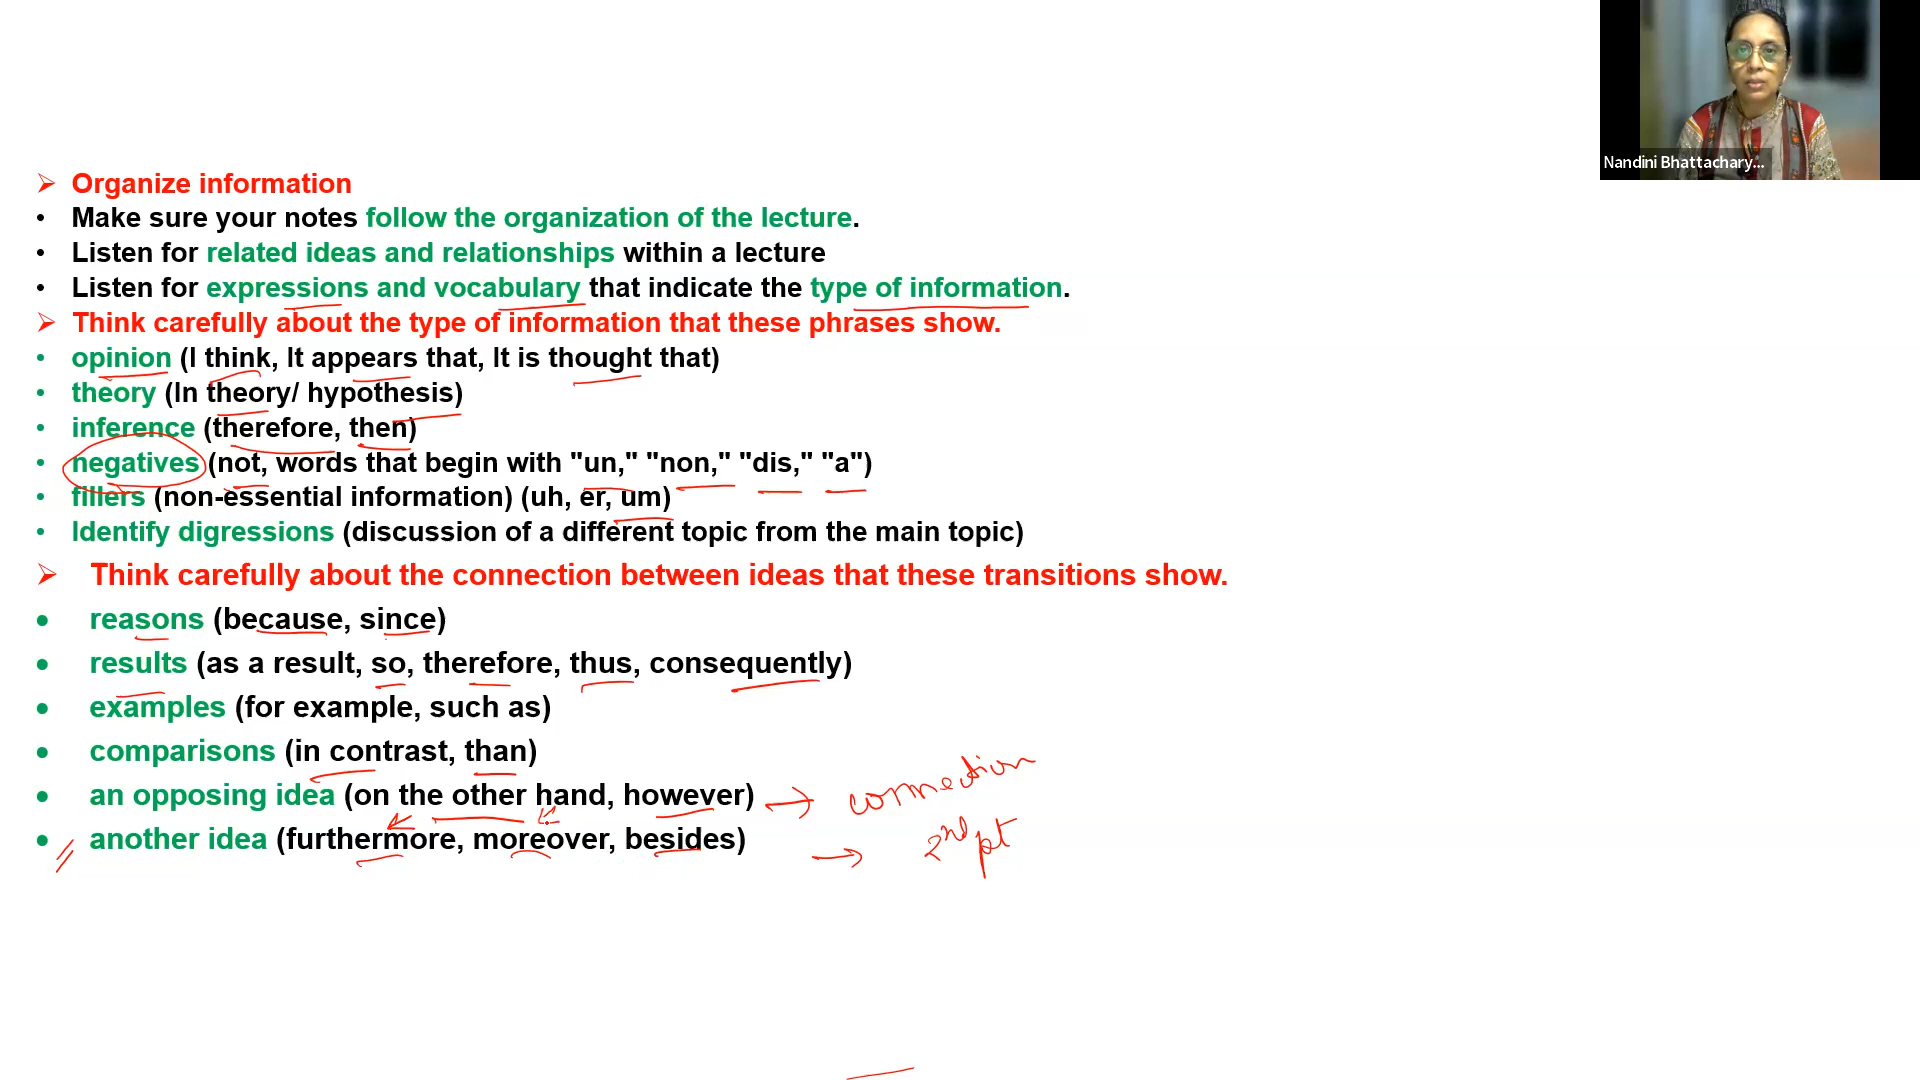 Nandini Bhattachary...
➢ Organize information
• Make sure your notes follow the organization of the lecture.
• Listen for related ideas and relationships within a lecture
• Listen for expressions and vocabulary that indicate the type of information.
➢ Think carefully about the type of information that these phrases show.
• opinion (I think, It appears that, It is thought that)
• theory (In theory/ hypothesis)
• inference (therefore, then)
• negatives (not, words that begin with "un," "non," "dis," "a")
• fillers (non-essential information) (uh, er, um)
• Identify digressions (discussion of a different topic from the main topic)
➢ Think carefully about the connection between ideas that these transitions show.
• reasons (because, since)
• results (as a result, so, therefore, thus, consequently)
• examples (for example, such as)
• comparisons (in contrast, than)
• an opposing idea (on the other hand, however) → connection
• another idea (furthermore, moreover, besides) → 2nd pt